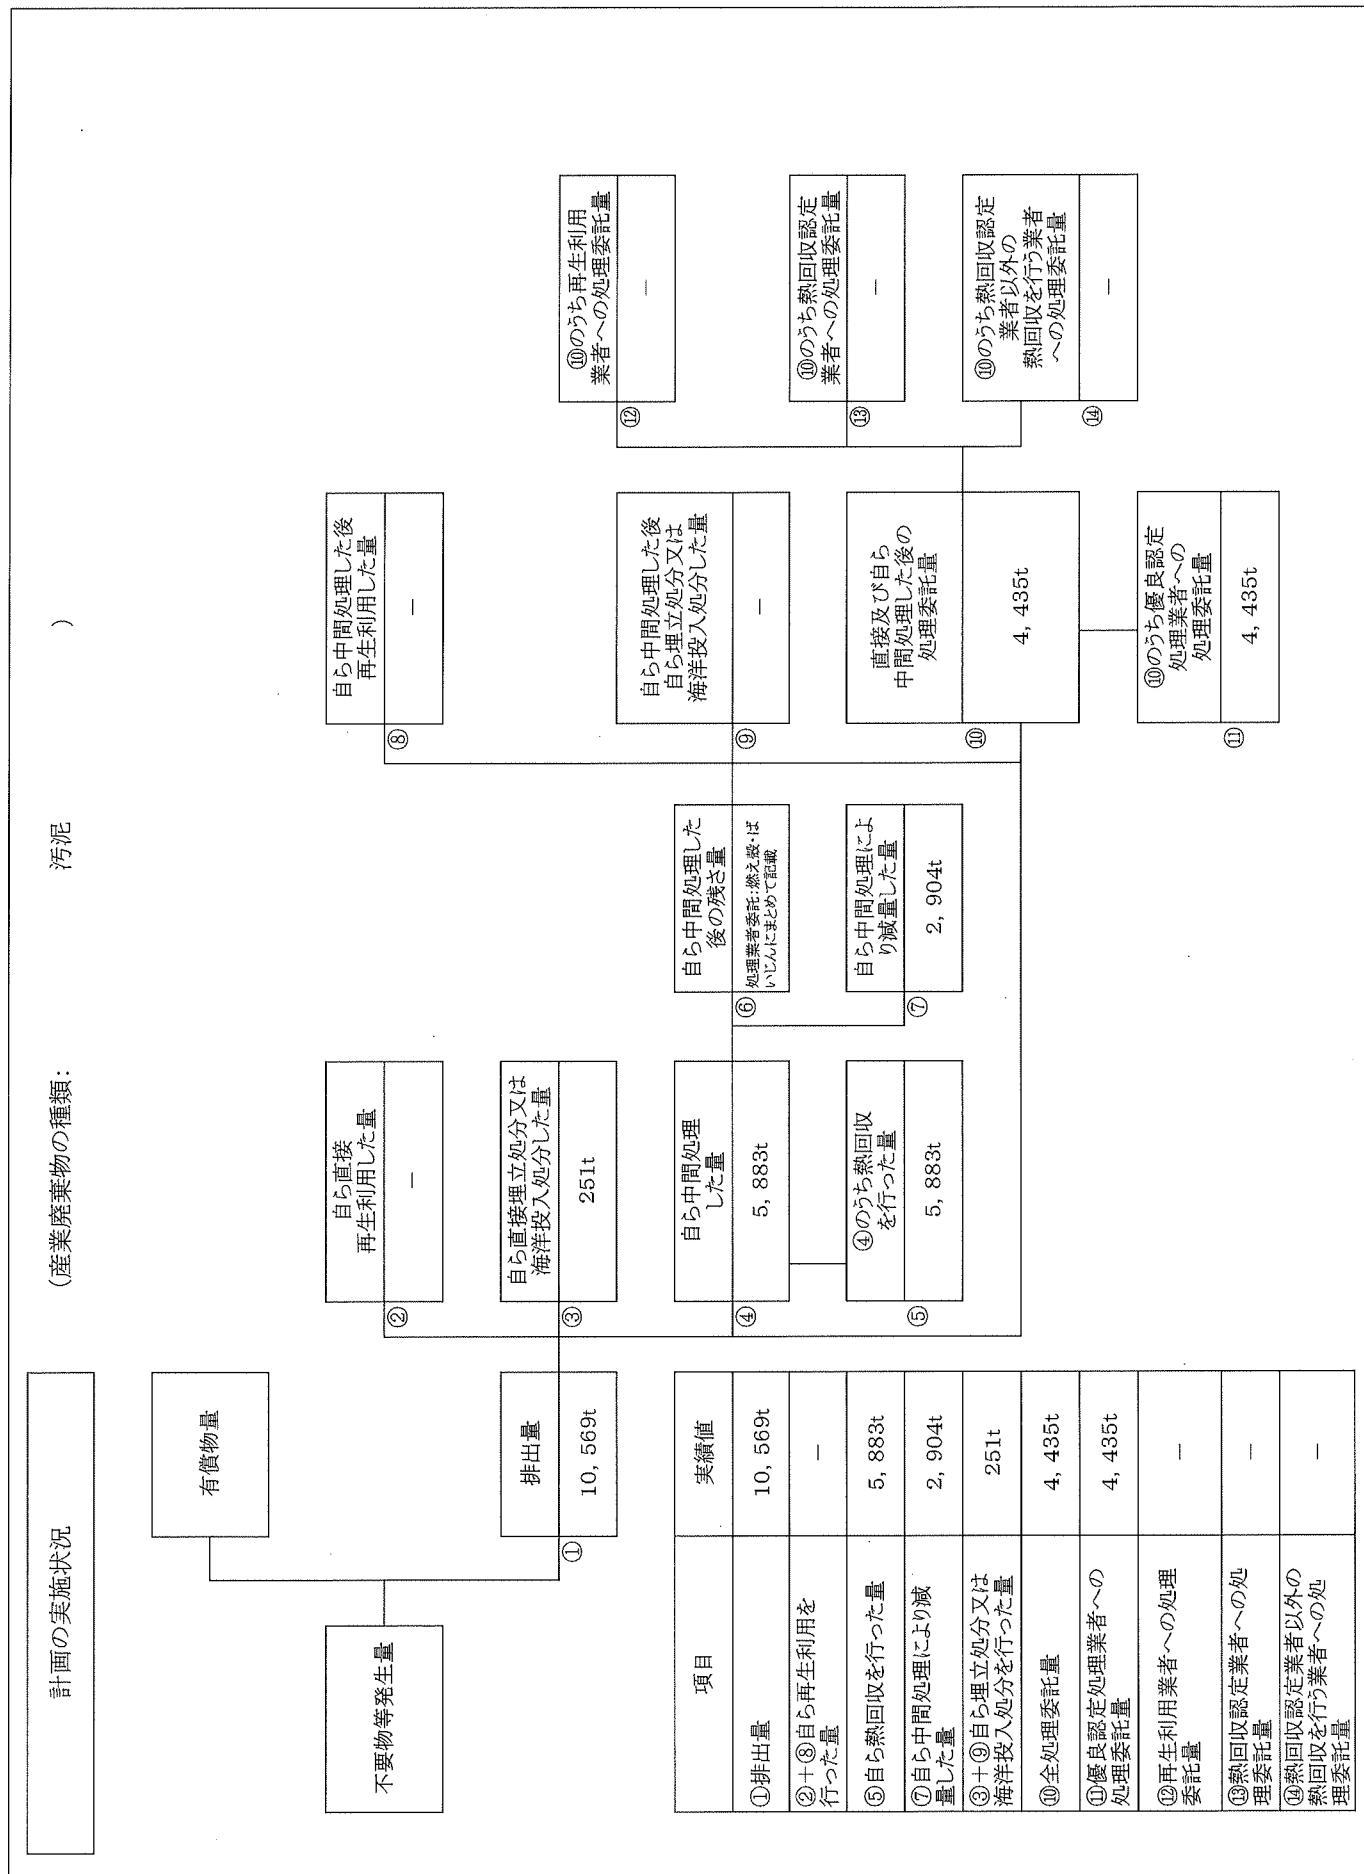 計画の実施状況
(産業廃棄物の種類: 汚泥 )
不要物等発生量
有償物量
①
排出量
10, 569t
②
自ら直接
再生利用した量
－
③
自ら直接埋立処分又は
海洋投入処分した量
251t
④
自ら中間処理
した量
5, 883t
⑤
④のうち熱回収
を行った量
5, 883t
⑥
自ら中間処理した
後の残さ量
処理業者委託:燃え殻・ば
いじんにまとめて記載
⑦
自ら中間処理によ
り減量した量
2, 904t
⑧
自ら中間処理した後
再生利用した量
－
⑨
自ら中間処理した後
自ら埋立処分又は
海洋投入処分した量
－
⑩
直接及び自ら
中間処理した後の
処理委託量
4, 435t
⑪
⑩のうち優良認定
処理業者への
処理委託量
4, 435t
⑫
⑩のうち再生利用
業者への処理委託量
－
⑬
⑩のうち熱回収認定
業者への処理委託量
－
⑭
⑩のうち熱回収認定
業者以外の
熱回収を行う業者
への処理委託量
－
項目 実績値
①排出量 10, 569t
②＋⑧自ら再生利用を
行った量 －
⑤自ら熱回収を行った量 5, 883t
⑦自ら中間処理により減
量した量 2, 904t
③＋⑨自ら埋立処分又は
海洋投入処分を行った量 251t
⑩全処理委託量 4, 435t
⑪優良認定処理業者への
処理委託量 4, 435t
⑫再生利用業者への処理
委託量 －
⑬熱回収認定業者への処
理委託量 －
⑭熱回収認定業者以外の
熱回収を行う業者への処
理委託量 －